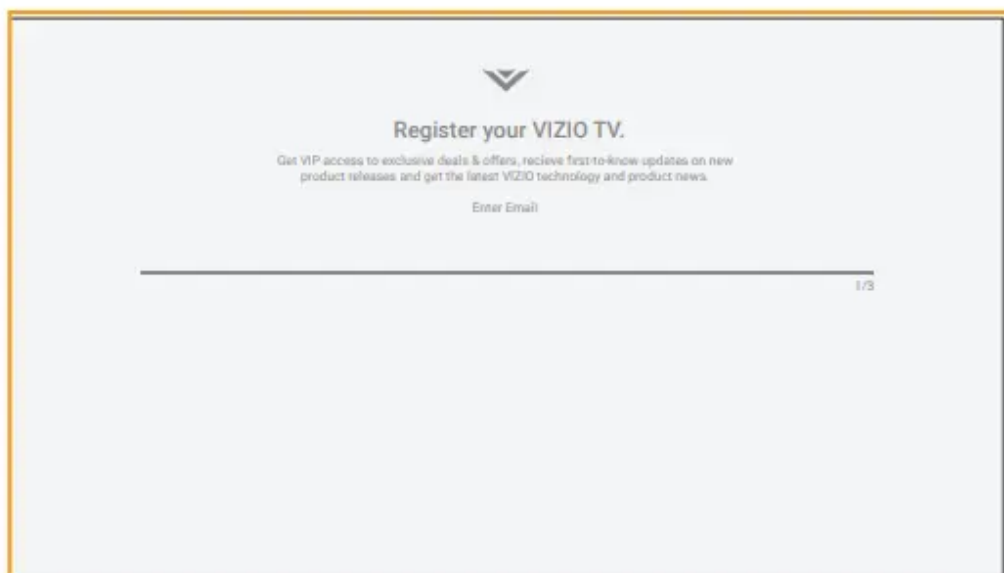 Register your VIZIO TV.
Get VIP access to exclusive deals & offers, recieve first-to-know updates on new
product releases and get the latest VIZIO technology and product news.
Enter Email
1/3